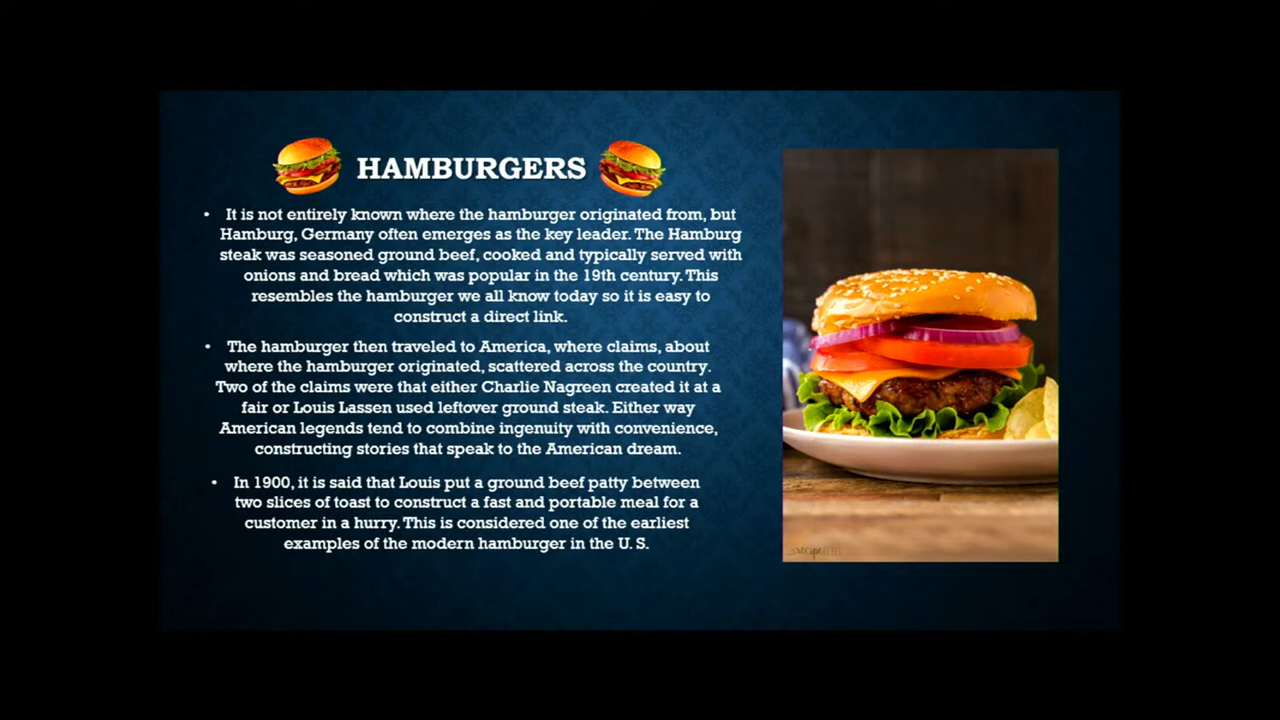 HAMBURGERS
• It is not entirely known where the hamburger originated from, but
Hamburg, Germany often emerges as the key leader. The Hamburg
steak was seasoned ground beef, cooked and typically served with
onions and bread which was popular in the 19th century. This
resembles the hamburger we all know today so it is easy to
construct a direct link.
• The hamburger then traveled to America, where claims, about
where the hamburger originated, scattered across the country.
Two of the claims were that either Charlie Nagreen created it at a
fair or Louis Lassen used leftover ground steak. Either way
American legends tend to combine ingenuity with convenience,
constructing stories that speak to the American dream.
• In 1900, it is said that Louis put a ground beef patty between
two slices of toast to construct a fast and portable meal for a
customer in a hurry. This is considered one of the earliest
examples of the modern hamburger in the U. S.